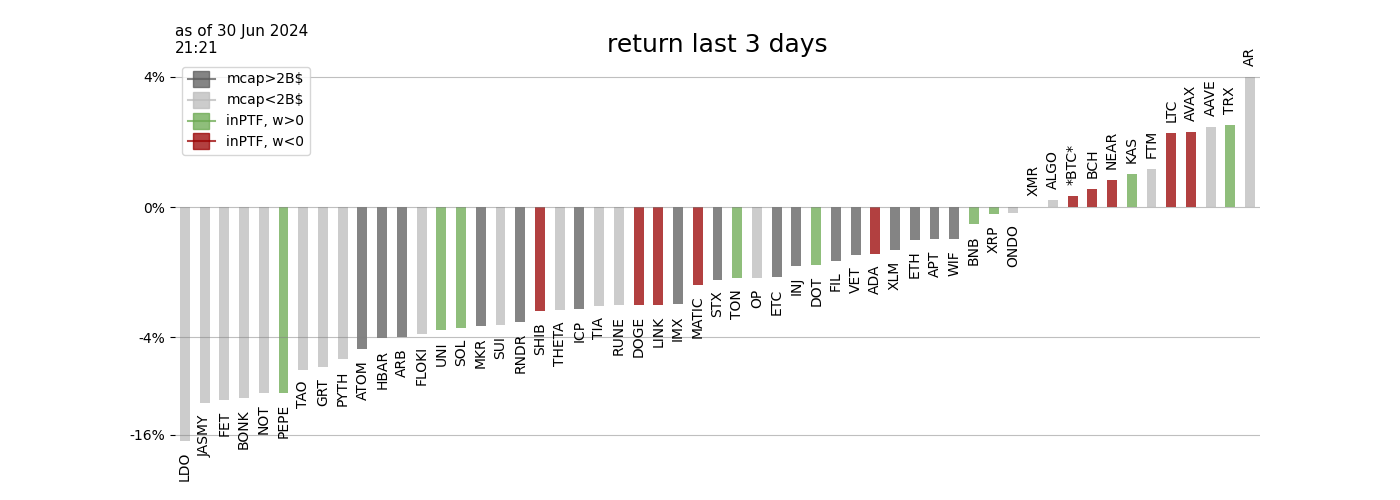 as of 30 Jun 2024
21:21
return last 3 days
mcap>2B$
mcap<2B$
inPTF, w>0
inPTF, w<0
4%
0%
-4%
-16%
LDO
JASMY
FET
BONK
NOT
PEPE
TAO
GRT
PYTH
ATOM
HBAR
ARB
FLOKI
UNI
SOL
MKR
SUI
RNDR
SHIB
THETA
ICP
TIA
RUNE
DOGE
LINK
IMX
MATIC
STX
TON
OP
ETC
INJ
DOT
FIL
VET
ADA
XLM
ETH
APT
WIF
BNB
XRP
ONDO
XMR
ALGO
*BTC*
BCH
NEAR
KAS
FTM
LTC
AVAX
AAVE
TRX
AR